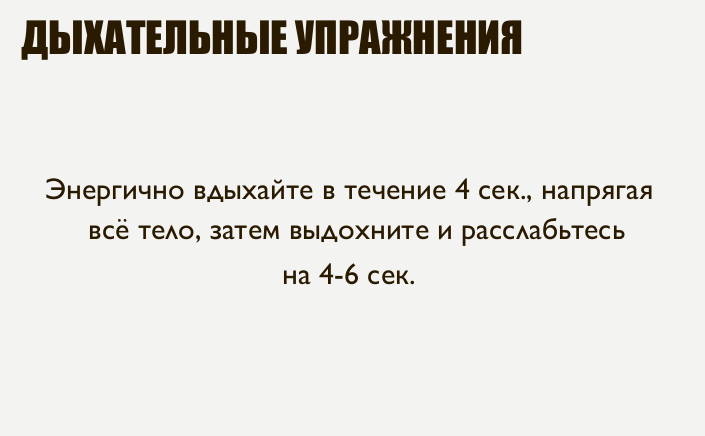 ДЫХАТЕЛЬНЫЕ УПРАЖНЕНИЯ
Энергично вдыхайте в течение 4 сек., напрягая
всё тело, затем выдохните и расслабьтесь
на 4-6 сек.